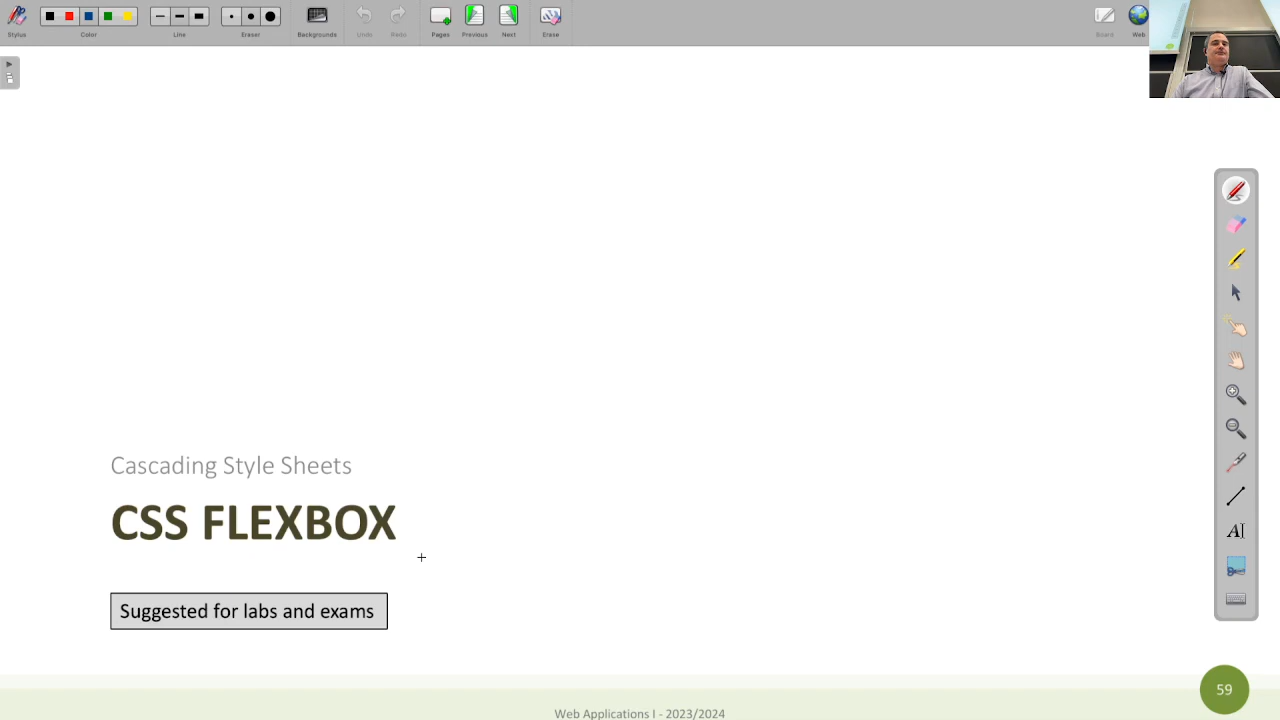 Stylus
Color
Line
Eraser
Backgrounds
Undo
Redo
Pages
Previous
Next
Erase
Board
Web
Cascading Style Sheets
CSS FLEXBOX
Suggested for labs and exams
59
Web Applications I - 2023/2024